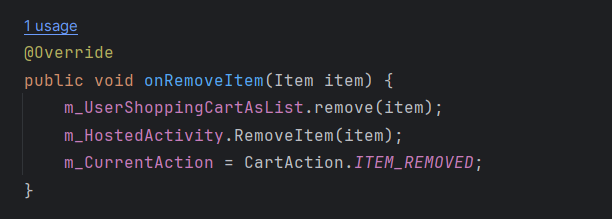 1 usage
@Override
public void onRemoveItem(Item item) {
    m_UserShoppingCartAsList.remove(item);
    m_HostedActivity.RemoveItem(item);
    m_CurrentAction = CartAction.ITEM_REMOVED;
}